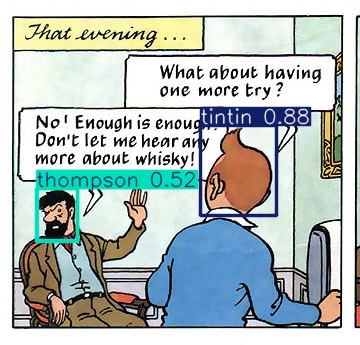 That evening...
What about having
one more try?
tintin 0.88
No! Enough is enough!
Don't let me hear any
more about whisky!
thompson 0.52